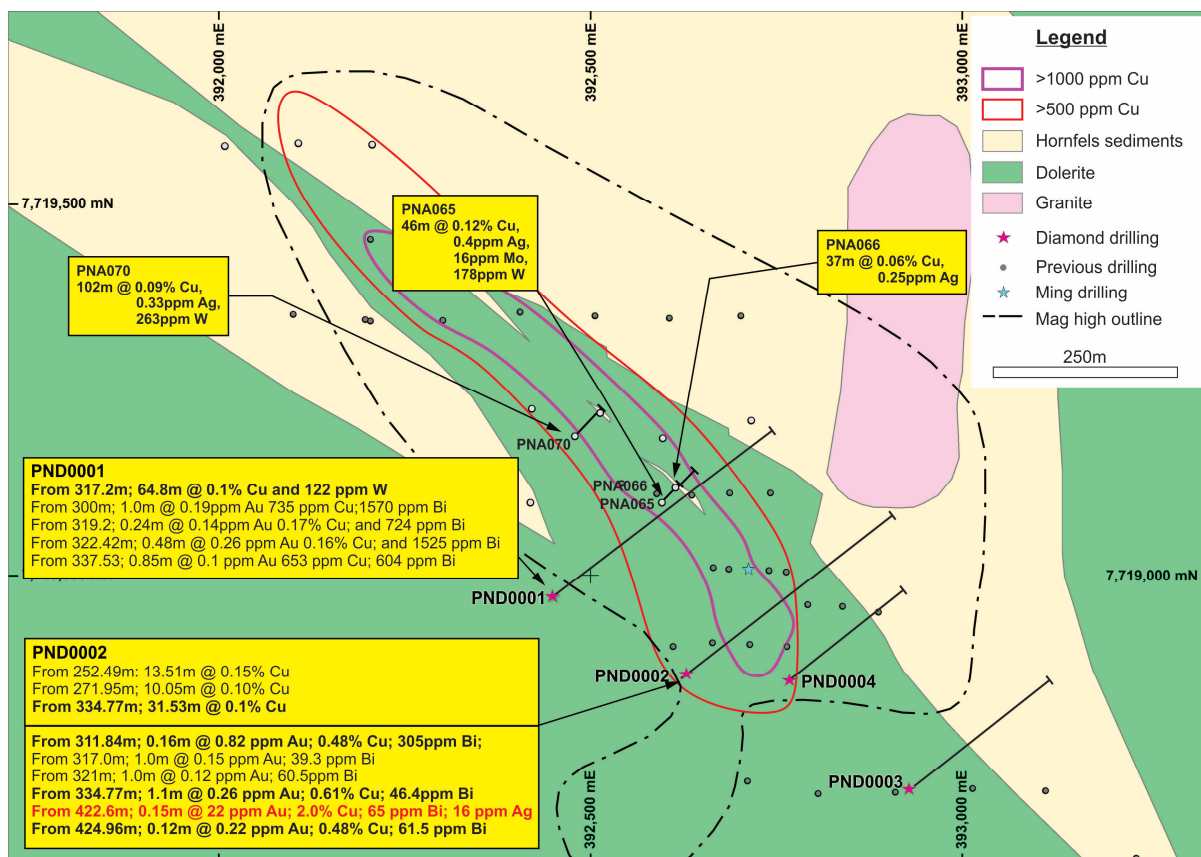 392,000 mE
392,500 mE
393,000 mE
Legend
>1000 ppm Cu
>500 ppm Cu
Hornfels sediments
Dolerite
Granite
Diamond drilling
Previous drilling
Ming drilling
Mag high outline
250m
7,719,500 mN
PNA065
46m @ 0.12% Cu,
0.4ppm Ag,
16ppm Mo,
178ppm W
PNA066
37m @ 0.06% Cu,
0.25ppm Ag
PNA070
102m @ 0.09% Cu,
0.33ppm Ag,
263ppm W
PNA070
PNA066
PNA065
PND0001
From 317.2m; 64.8m @ 0.1% Cu and 122 ppm W
From 300m; 1.0m @ 0.19ppm Au 735 ppm Cu;1570 ppm Bi
From 319.2; 0.24m @ 0.14ppm Au 0.17% Cu; and 724 ppm Bi
From 322.42m; 0.48m @ 0.26 ppm Au 0.16% Cu; and 1525 ppm Bi
From 337.53; 0.85m @ 0.1 ppm Au 653 ppm Cu; 604 ppm Bi
7,719,000 mN
PND0001
PND0002
From 252.49m: 13.51m @ 0.15% Cu
From 271.95m; 10.05m @ 0.10% Cu
From 334.77m; 31.53m @ 0.1% Cu
From 311.84m; 0.16m @ 0.82 ppm Au; 0.48% Cu; 305ppm Bi;
From 317.0m; 1.0m @ 0.15 ppm Au; 39.3 ppm Bi
From 321m; 1.0m @ 0.12 ppm Au; 60.5ppm Bi
From 334.77m; 1.1m @ 0.26 ppm Au; 0.61% Cu; 46.4ppm Bi
From 422.6m; 0.15m @ 22 ppm Au; 2.0% Cu; 65 ppm Bi; 16 ppm Ag
From 424.96m; 0.12m @ 0.22 ppm Au; 0.48% Cu; 61.5 ppm Bi
PND0002
PND0004
PND0003
392,500 mE
393,000 mE